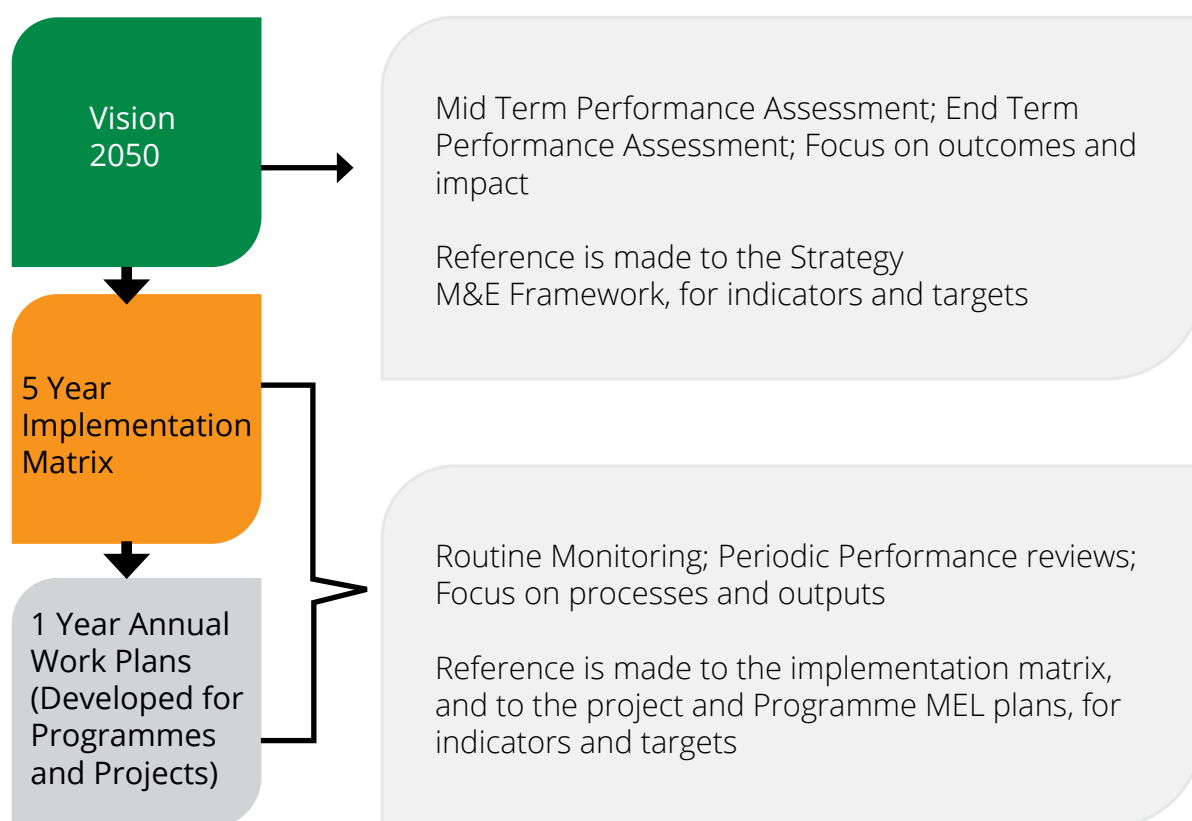 Vision
2050
Mid Term Performance Assessment; End Term
Performance Assessment; Focus on outcomes and
impact
Reference is made to the Strategy
M&E Framework, for indicators and targets
5 Year
Implementation
Matrix
1 Year Annual
Work Plans
(Developed for
Programmes
and Projects)
Routine Monitoring; Periodic Performance reviews;
Focus on processes and outputs
Reference is made to the implementation matrix,
and to the project and Programme MEL plans, for
indicators and targets